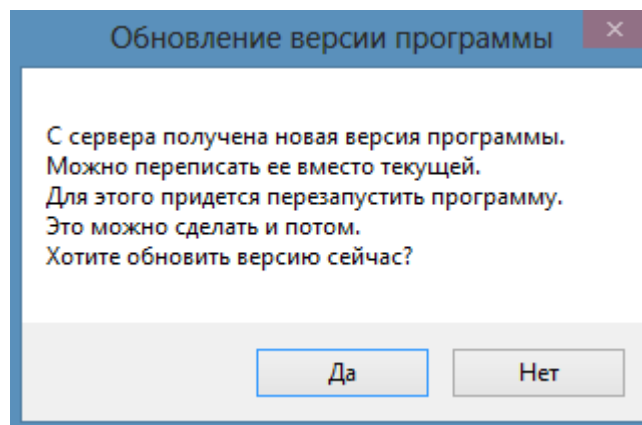 Обновление версии программы
С сервера получена новая версия программы.
Можно переписать ее вместо текущей.
Для этого придется перезапустить программу.
Это можно сделать и потом.
Хотите обновить версию сейчас?
Да
Нет